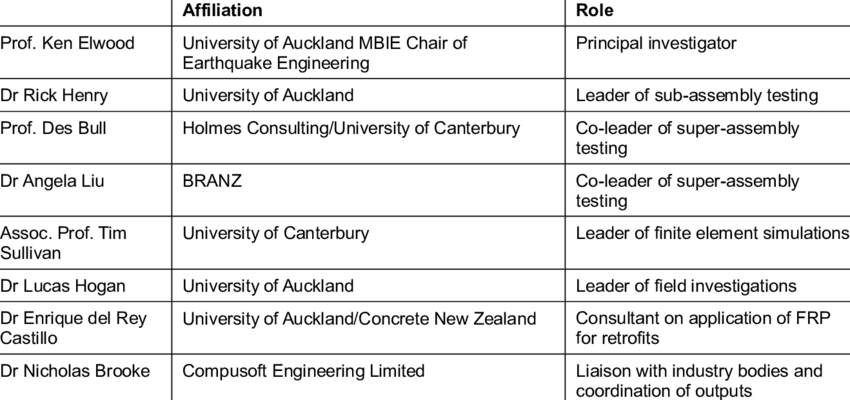 Affiliation Role
Prof. Ken Elwood University of Auckland MBIE Chair of Principal investigator
Earthquake Engineering
Dr Rick Henry University of Auckland Leader of sub-assembly testing
Prof. Des Bull Holmes Consulting/University of Canterbury Co-leader of super-assembly
testing
Dr Angela Liu BRANZ Co-leader of super-assembly
testing
Assoc. Prof. Tim University of Canterbury Leader of finite element simulations
Sullivan
Dr Lucas Hogan University of Auckland Leader of field investigations
Dr Enrique del Rey University of Auckland/Concrete New Zealand Consultant on application of FRP
Castillo for retrofits
Dr Nicholas Brooke Compusoft Engineering Limited Liaison with industry bodies and
coordination of outputs